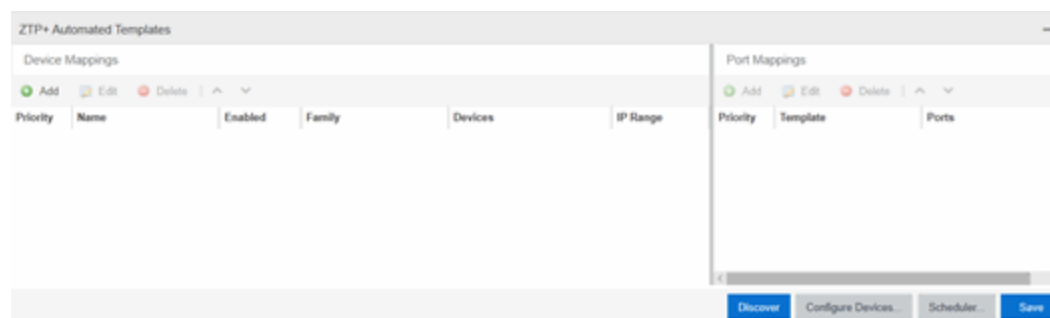 ZTP+ Automated Templates
Device Mappings
Port Mappings
Add Edit Delete
Add Edit Delete
Priority Name Enabled Family Devices IP Range
Priority Template Ports
Discover Configure Devices... Scheduler... Save